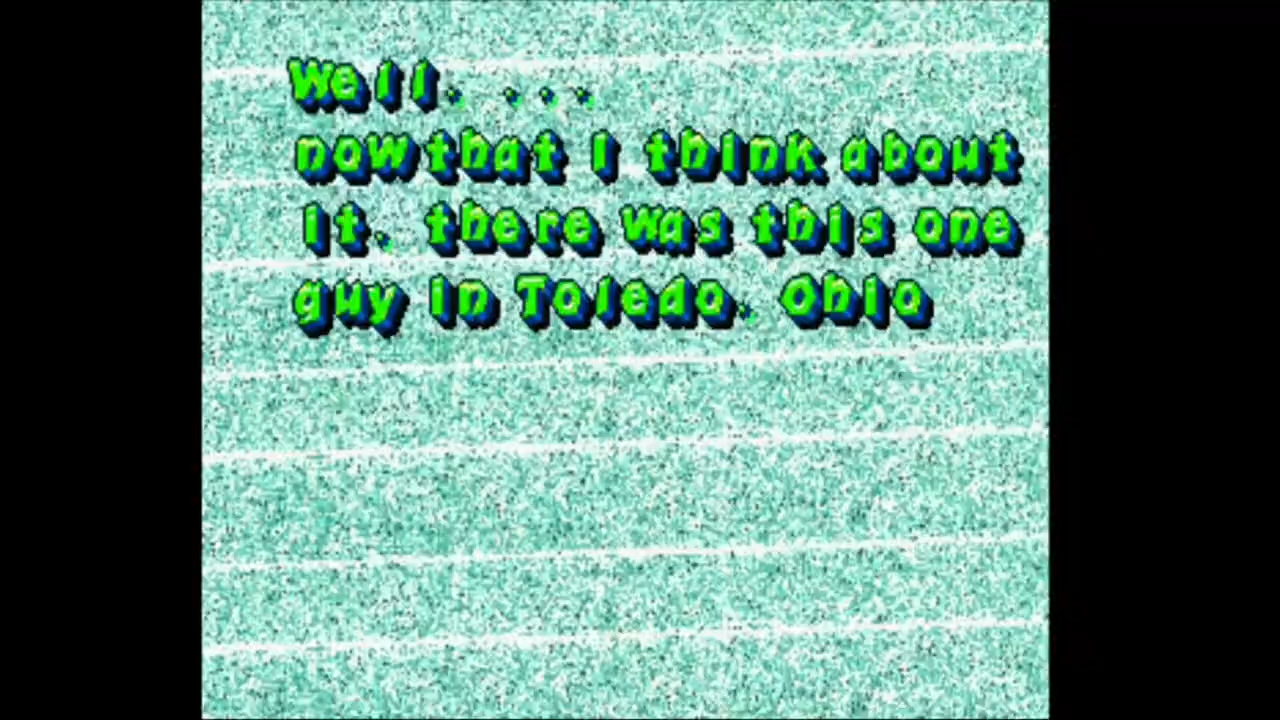 Well. ...
now that I think about
it, there was this one
guy in Toledo, Ohio